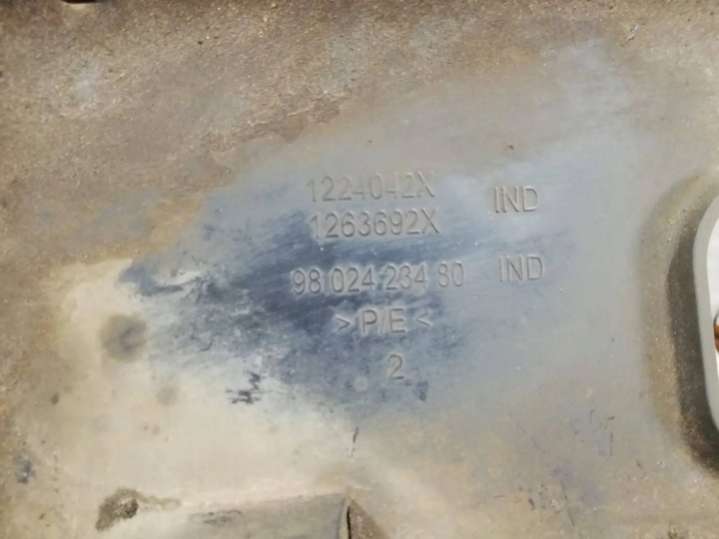 1224042X IND
1263692X
98 024 234 80 IND
>P/E<
2